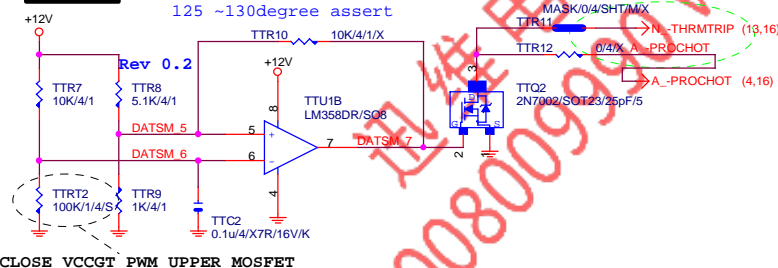 125 ~130degree assert
MASK/0/4/SHT/M/X
+12V
TTR10
10K/4/1/X
TTR11
N_-THRMTRIP (13,16)
TTR12
0/4/X
A_-PROCHOT
Rev 0.2
+12V
A_-PROCHOT (4,16)
TTR7
10K/4/1
TTR8
5.1K/4/1
TTU1B
LM358DR/SO8
3
D
TTQ2
2N7002/SOT23/25pF/5
G
S
8
DATSM_5
5
+
7
DATSM_7
2
1
DATSM_6
6
-
4
TTRT2
100K/1/4/S
TTR9
1K/4/1
TTC2
0.1u/4/X7R/16V/K
CLOSE VCCGT PWM UPPER MOSFET
迅维
0080099990